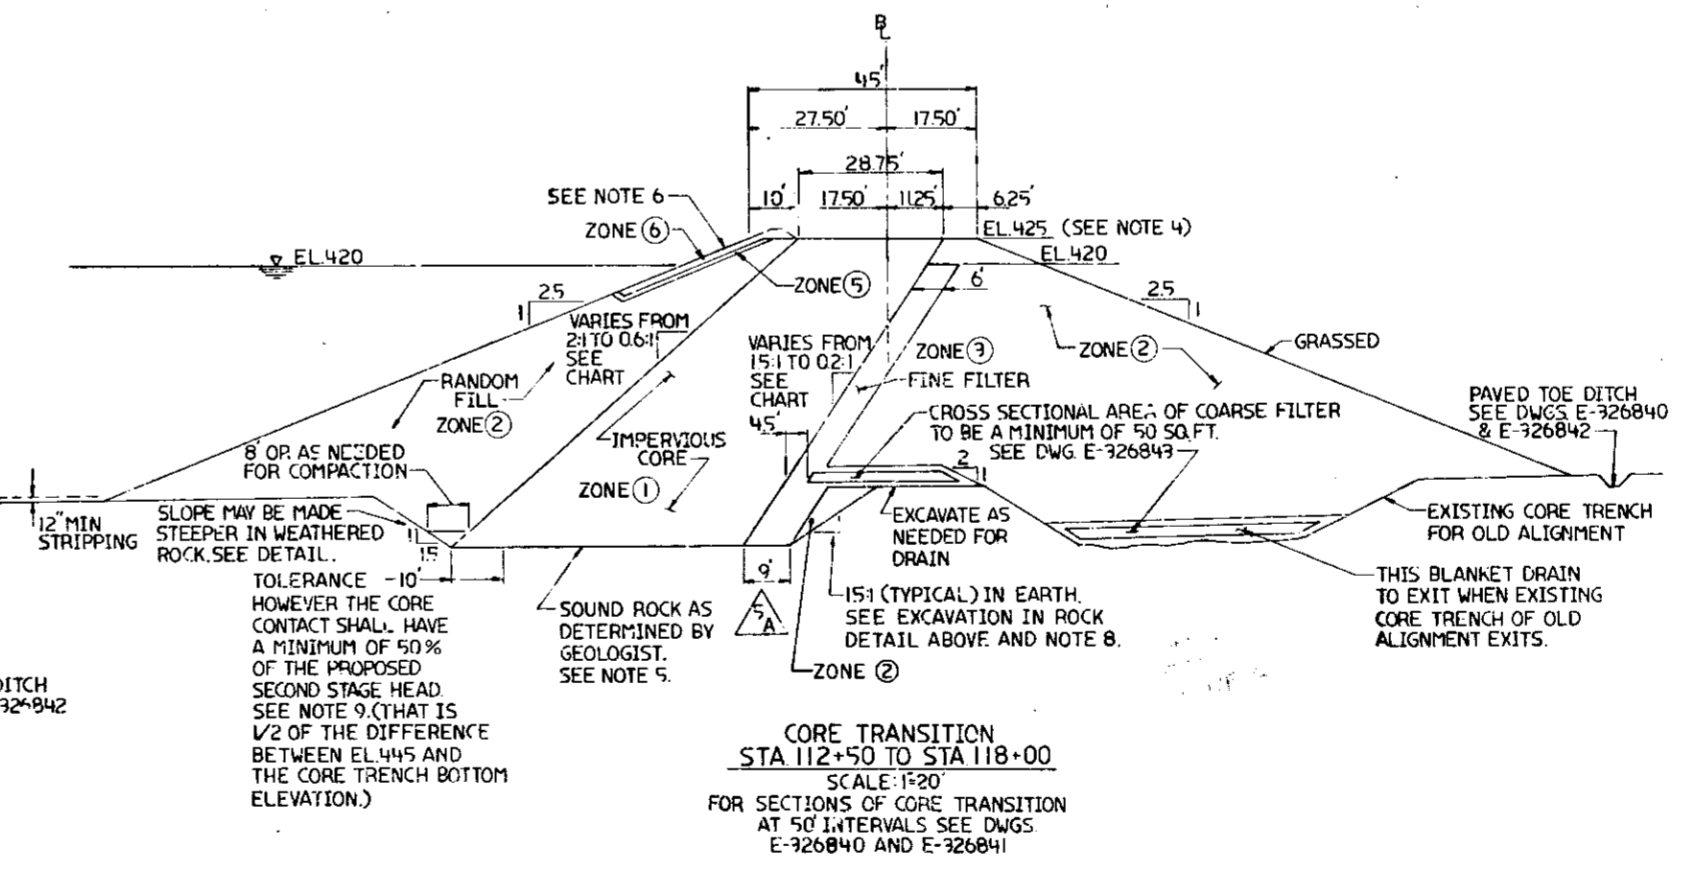 ℄
45'
27.50'
17.50'
28.75'
10'
17.50'
11.25'
6.25'
SEE NOTE 6
ZONE 6
EL.425 (SEE NOTE 4)
EL.420
EL.420
ZONE 5
6'
2.5
1
2.5
1
VARIES FROM
2:1 TO 0.6:1
SEE
CHART
VARIES FROM
1.5:1 TO 0.2:1
SEE
CHART
ZONE 3
FINE FILTER
ZONE 2
GRASSED
RANDOM
FILL
ZONE 2
PAVED TOE DITCH
SEE DWGS. E-326840
& E-326842
CROSS SECTIONAL AREA OF COARSE FILTER
TO BE A MINIMUM OF 50 SQ.FT.
SEE DWG. E-326843
4.5'
8' OR AS NEEDED
FOR COMPACTION
IMPERVIOUS
CORE
ZONE 1
2
1
12" MIN
STRIPPING
SLOPE MAY BE MADE
STEEPER IN WEATHERED
ROCK.SEE DETAIL.
1
1.5
EXCAVATE AS
NEEDED FOR
DRAIN
EXISTING CORE TRENCH
FOR OLD ALIGNMENT
TOLERANCE -10'
HOWEVER THE CORE
CONTACT SHALL HAVE
A MINIMUM OF 50%
OF THE PROPOSED
SECOND STAGE HEAD.
SEE NOTE 9.(THAT IS
1/2 OF THE DIFFERENCE
BETWEEN EL.445 AND
THE CORE TRENCH BOTTOM
ELEVATION.)
SOUND ROCK AS
DETERMINED BY
GEOLOGIST.
SEE NOTE 5.
9'
5
A
1.5:1 (TYPICAL) IN EARTH.
SEE EXCAVATION IN ROCK
DETAIL ABOVE AND NOTE 8.
ZONE 2
THIS BLANKET DRAIN
TO EXIT WHEN EXISTING
CORE TRENCH OF OLD
ALIGNMENT EXITS.
DITCH
326842
CORE TRANSITION
STA. 112+50 TO STA. 118+00
SCALE: 1"=20'
FOR SECTIONS OF CORE TRANSITION
AT 50' INTERVALS SEE DWGS.
E-326840 AND E-326841